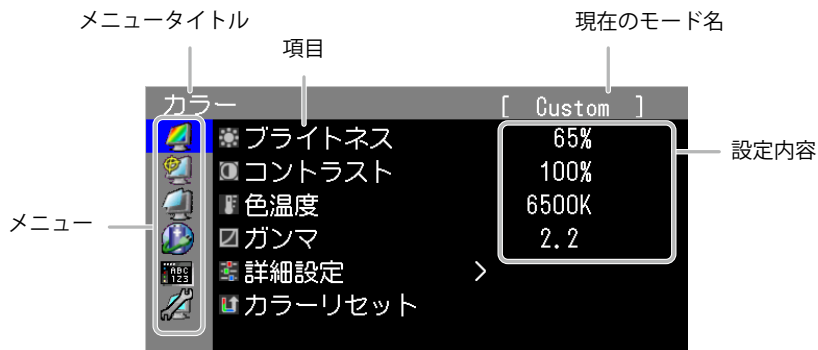 メニュータイトル
現在のモード名
項目
カラー [ Custom ]
ブライトネス 65%
設定内容
コントラスト 100%
色温度 6500K
メニュー
ガンマ 2.2
ABC
123
詳細設定 >
カラーリセット